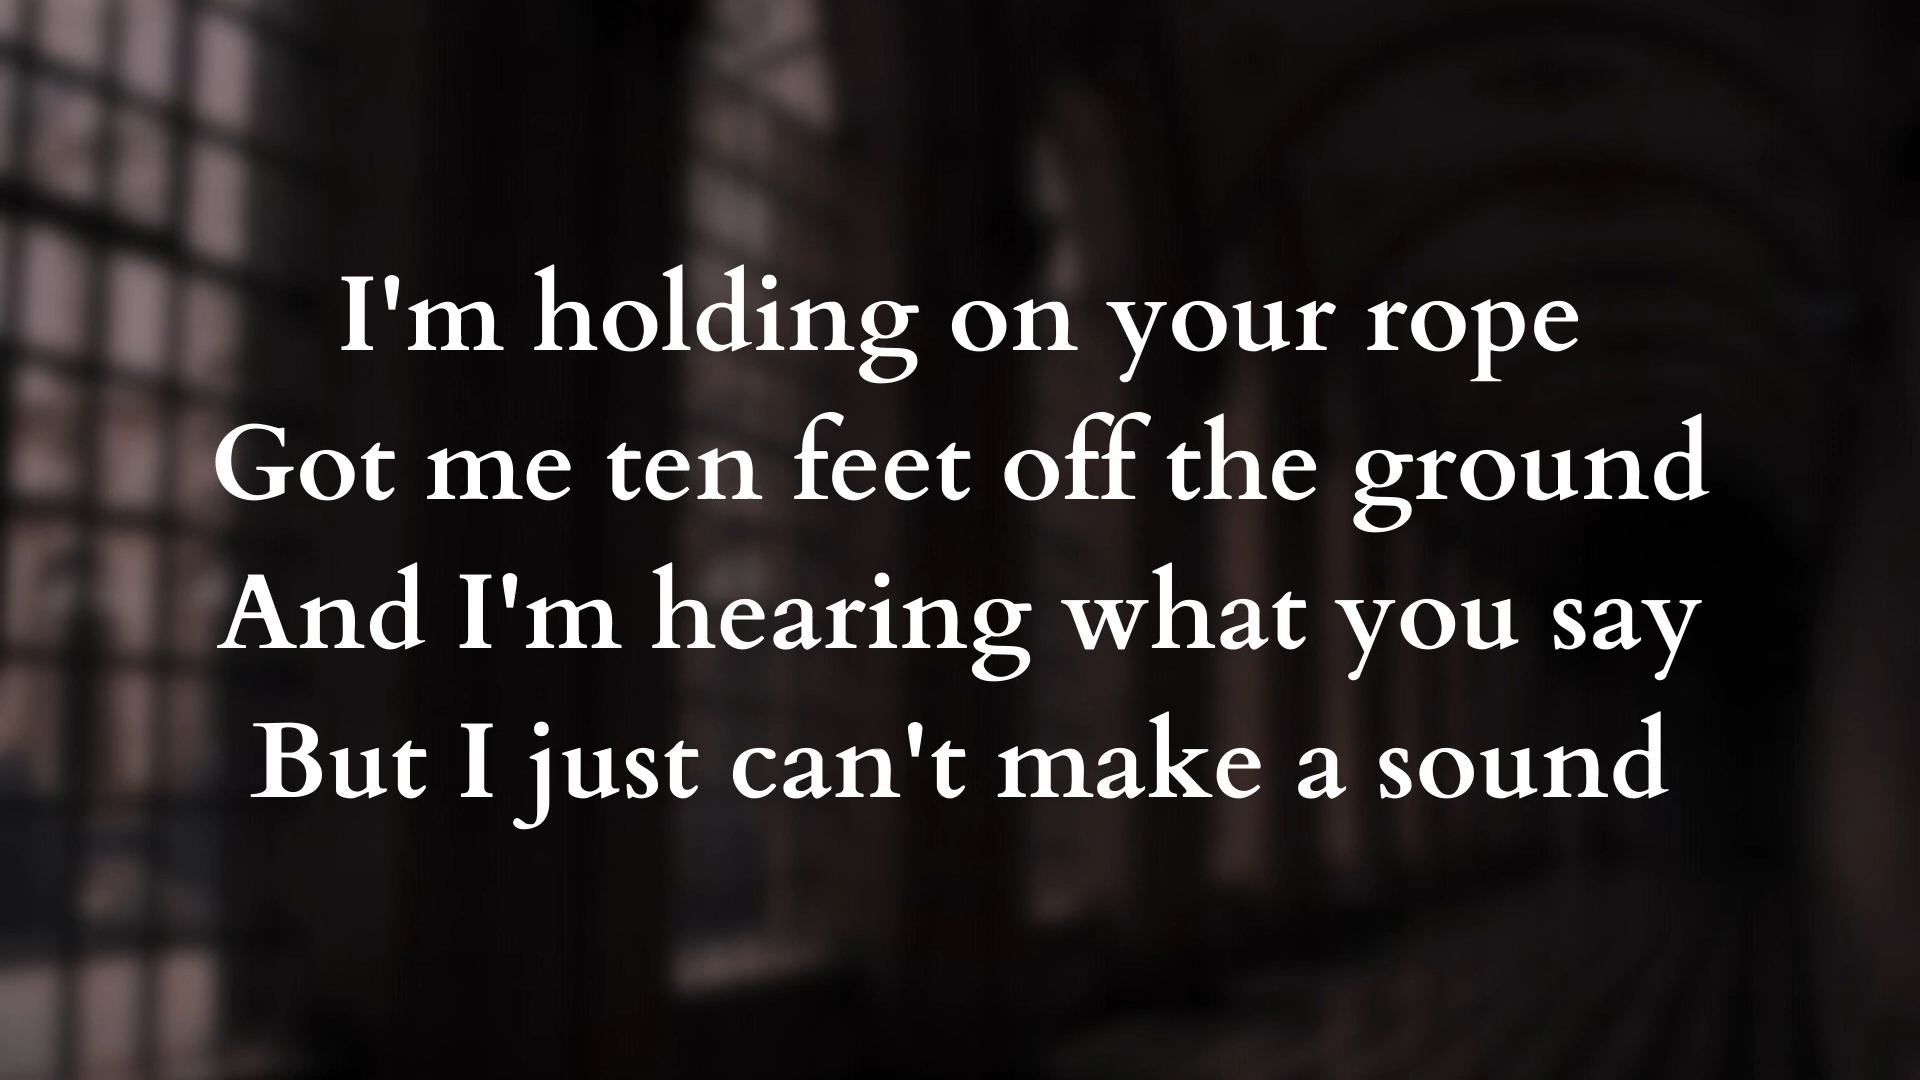 I'm holding on your rope
Got me ten feet off the ground
And I'm hearing what you say
But I just can't make a sound